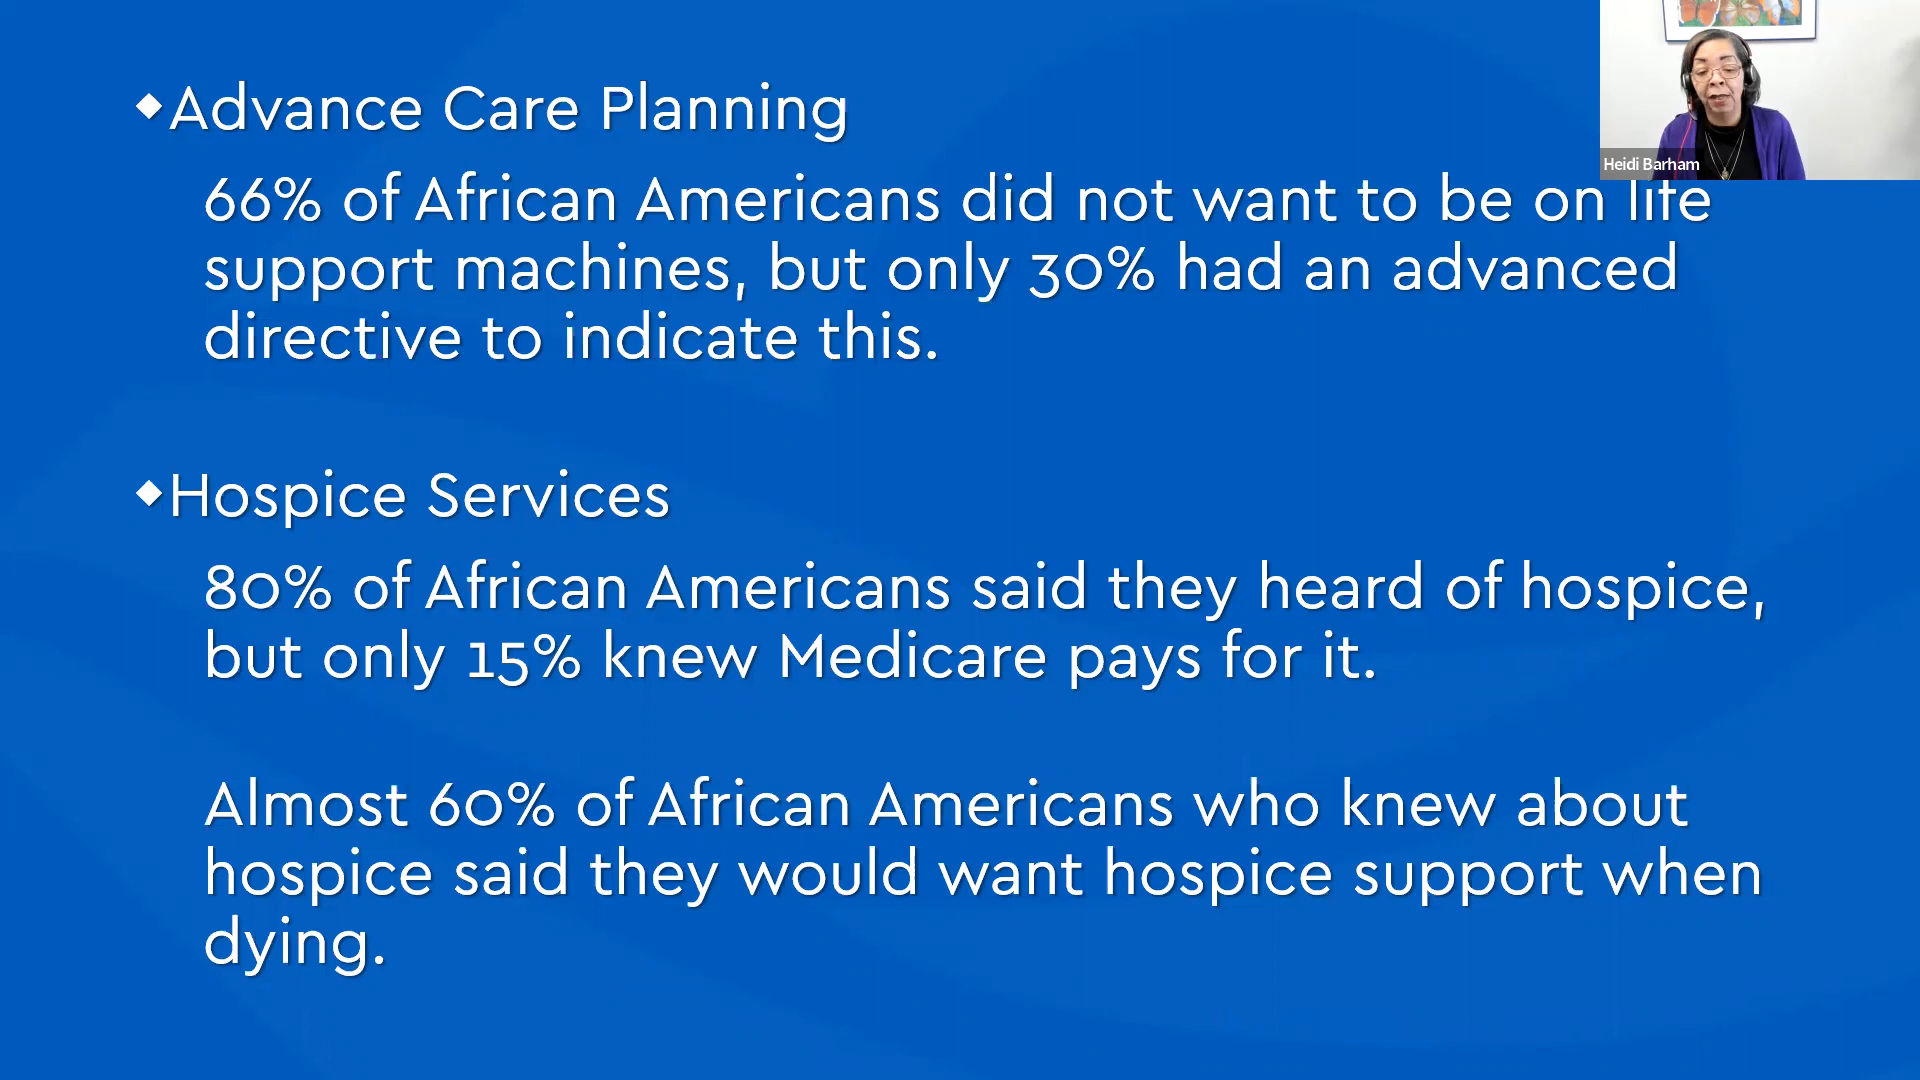 ◆Advance Care Planning
Heidi Barham
66% of African Americans did not want to be on life
support machines, but only 30% had an advanced
directive to indicate this.
◆Hospice Services
80% of African Americans said they heard of hospice,
but only 15% knew Medicare pays for it.
Almost 60% of African Americans who knew about
hospice said they would want hospice support when
dying.